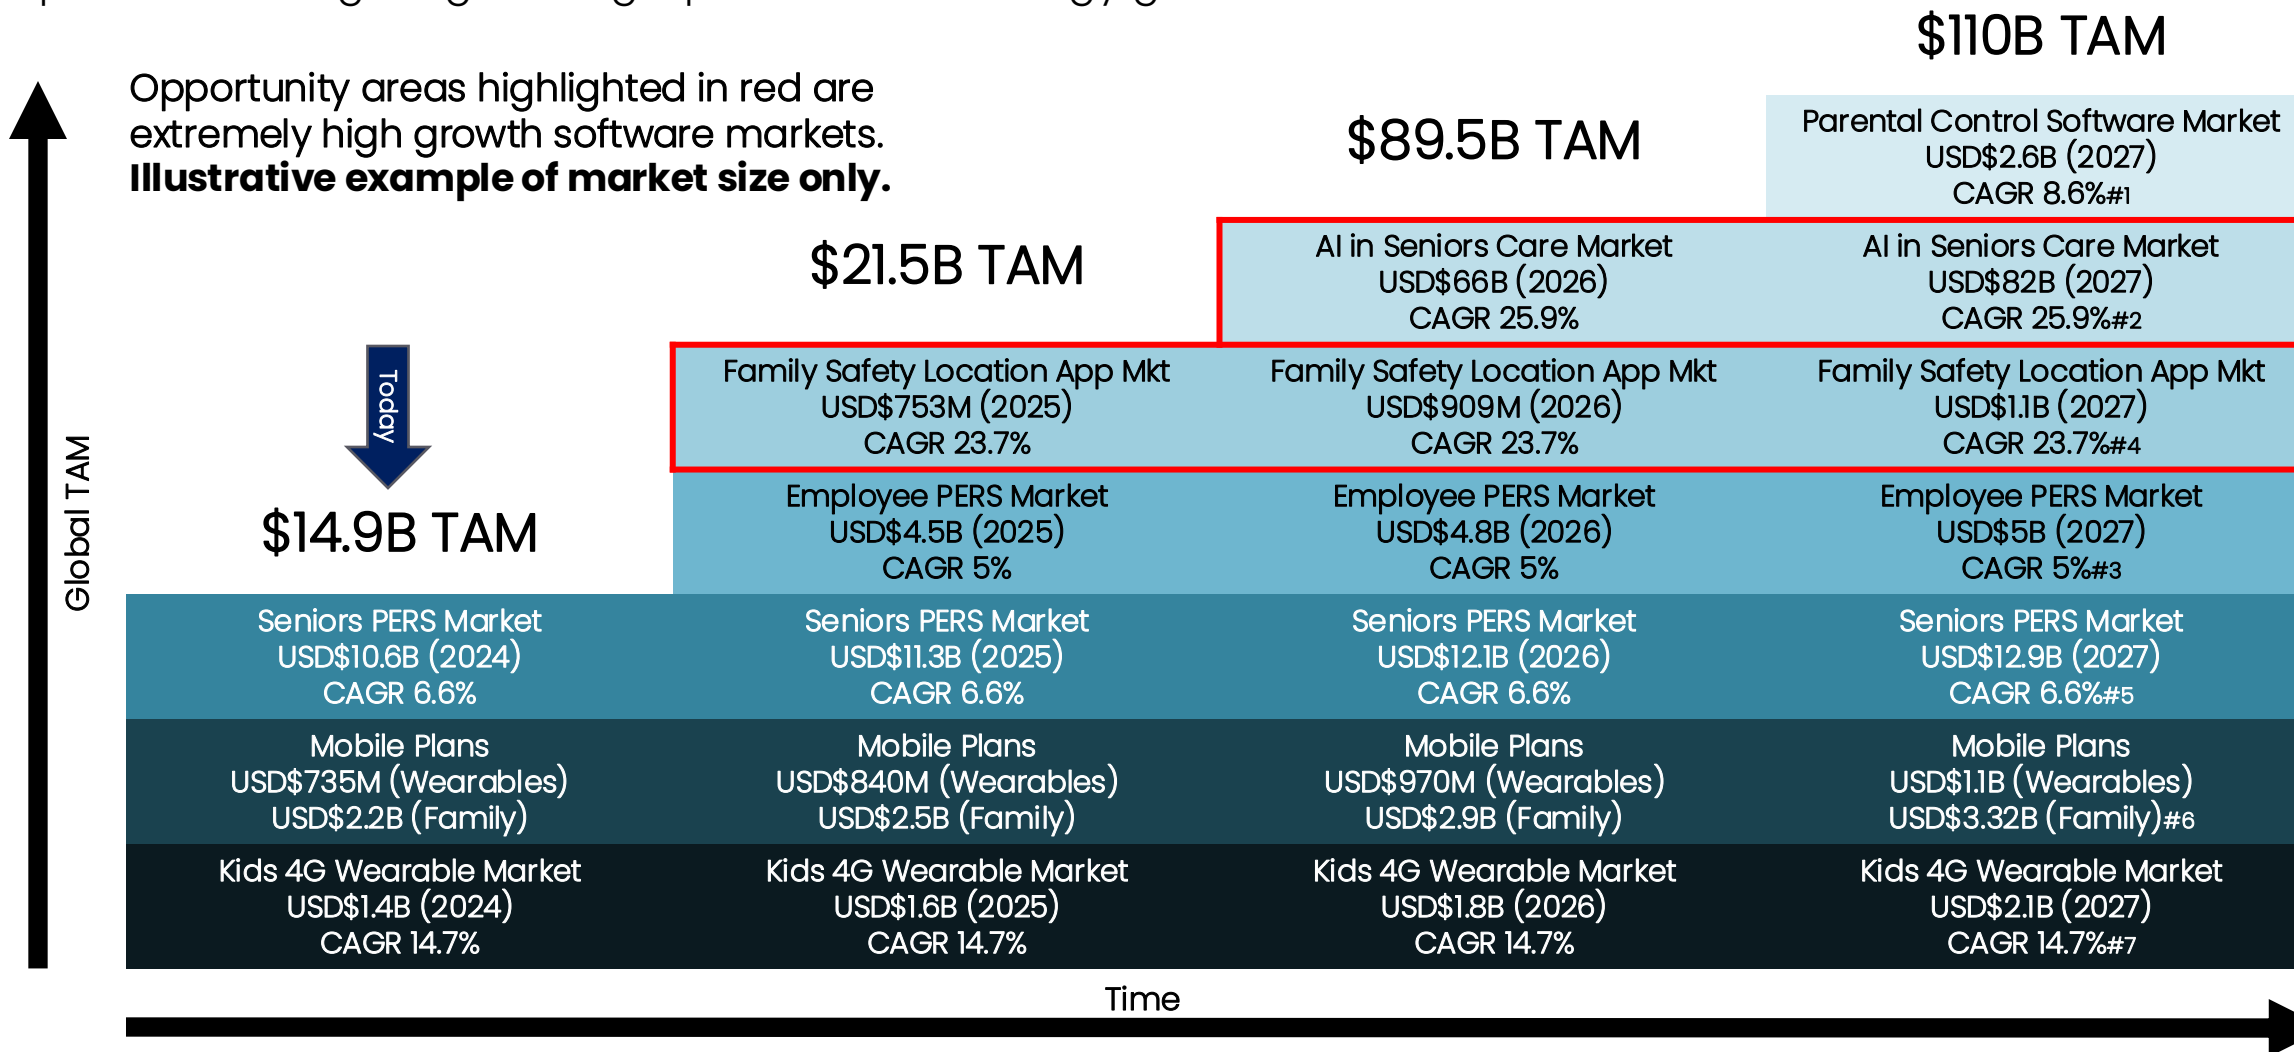 $110B TAM
Opportunity areas highlighted in red are
extremely high growth software markets.
Illustrative example of market size only.
$89.5B TAM
Parental Control Software Market
USD$2.6B (2027)
CAGR 8.6%#1
$21.5B TAM
AI in Seniors Care Market
USD$66B (2026)
CAGR 25.9%
AI in Seniors Care Market
USD$82B (2027)
CAGR 25.9%#2
Today
$14.9B TAM
Global TAM
Family Safety Location App Mkt
USD$753M (2025)
CAGR 23.7%
Family Safety Location App Mkt
USD$909M (2026)
CAGR 23.7%
Family Safety Location App Mkt
USD$1.1B (2027)
CAGR 23.7%#4
Employee PERS Market
USD$4.5B (2025)
CAGR 5%
Employee PERS Market
USD$4.8B (2026)
CAGR 5%
Employee PERS Market
USD$5B (2027)
CAGR 5%#3
Seniors PERS Market
USD$10.6B (2024)
CAGR 6.6%
Seniors PERS Market
USD$11.3B (2025)
CAGR 6.6%
Seniors PERS Market
USD$12.1B (2026)
CAGR 6.6%
Seniors PERS Market
USD$12.9B (2027)
CAGR 6.6%#5
Mobile Plans
USD$735M (Wearables)
USD$2.2B (Family)
Mobile Plans
USD$840M (Wearables)
USD$2.5B (Family)
Mobile Plans
USD$970M (Wearables)
USD$2.9B (Family)
Mobile Plans
USD$1.1B (Wearables)
USD$3.32B (Family)#6
Kids 4G Wearable Market
USD$1.4B (2024)
CAGR 14.7%
Kids 4G Wearable Market
USD$1.6B (2025)
CAGR 14.7%
Kids 4G Wearable Market
USD$1.8B (2026)
CAGR 14.7%
Kids 4G Wearable Market
USD$2.1B (2027)
CAGR 14.7%#7
Time